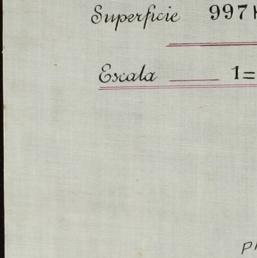 Superficie 997
Escala 1=